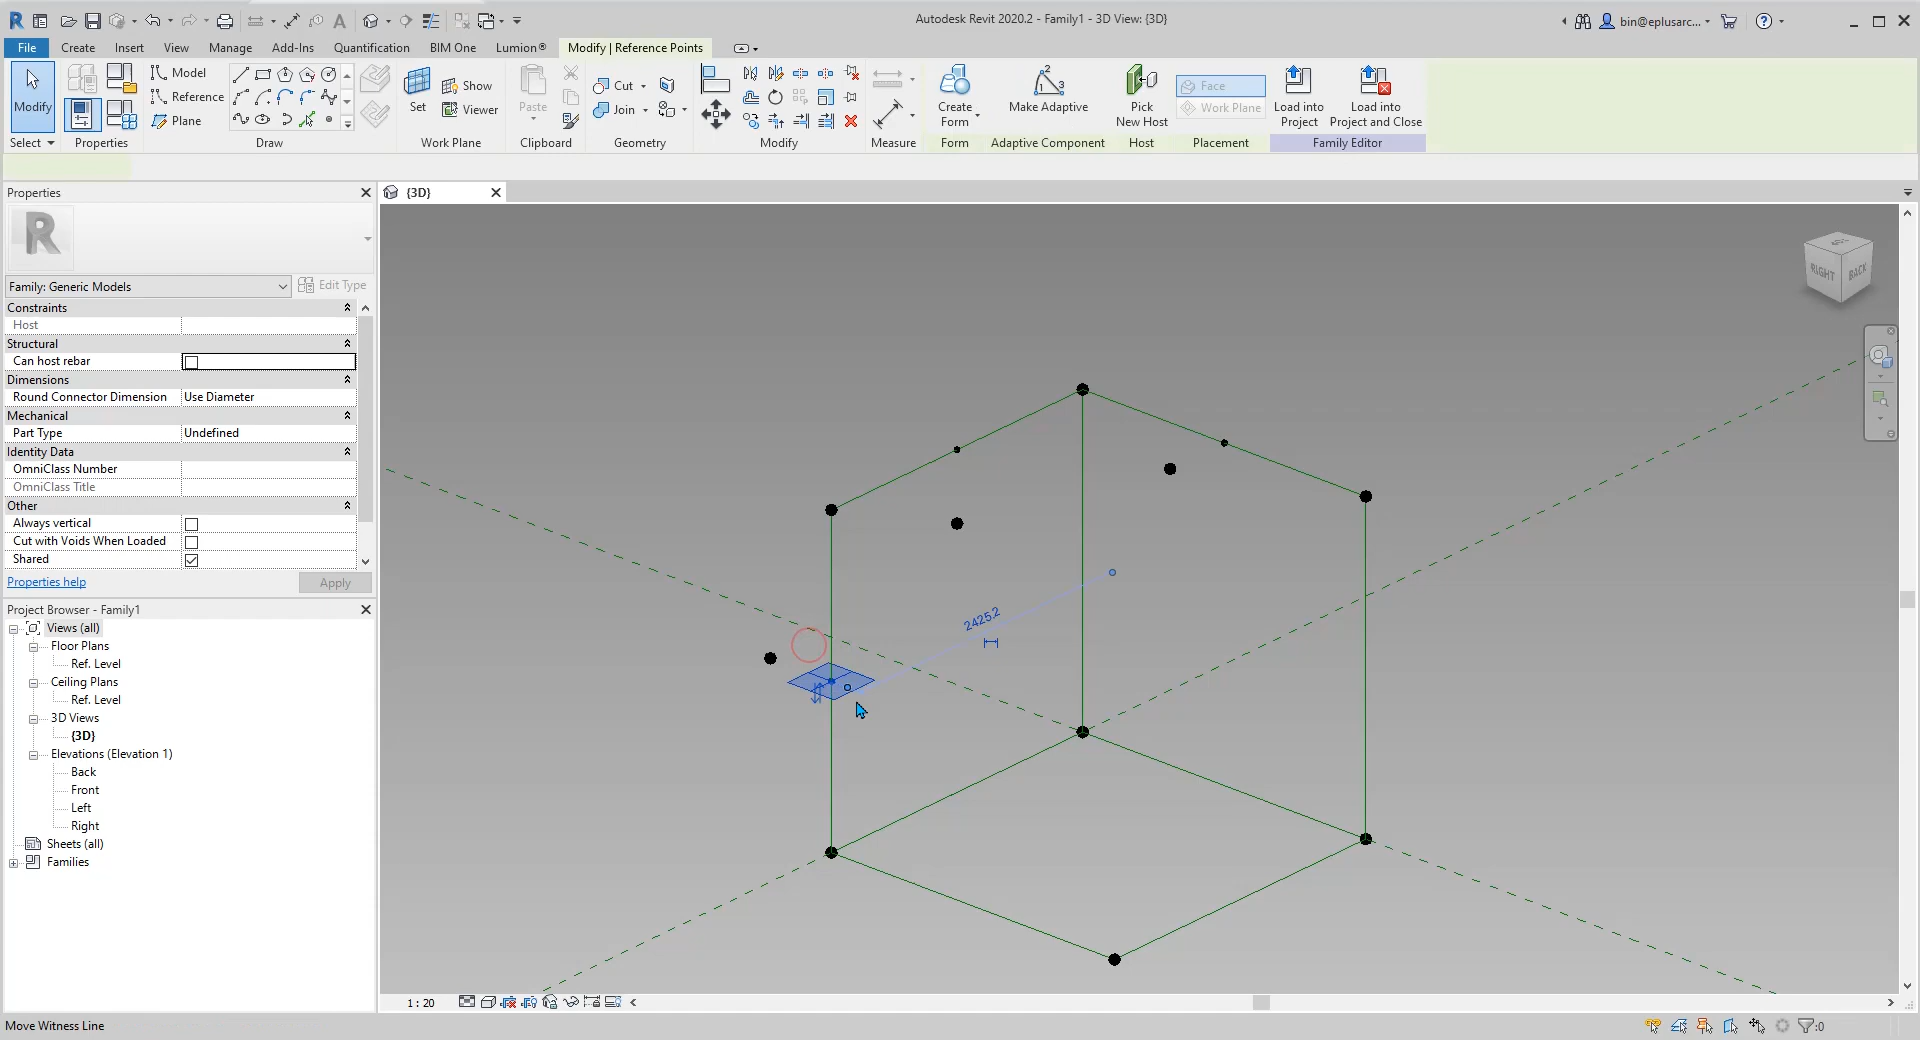 Autodesk Revit 2020.2 - Family1 - 3D View: {3D}
bin@eplusarc...
File Create Insert View Manage Add-Ins Quantification BIM One Lumion® Modify | Reference Points
Modify
Select
Properties
Model
Reference
Plane
Draw
Set
Show
Viewer
Work Plane
Paste
Clipboard
Cut
Join
Geometry
Modify
Measure
Create
Form
Form
Make Adaptive
Adaptive Component
Pick
New Host
Host
Face
Work Plane
Placement
Load into
Project
Load into
Project and Close
Family Editor
Properties
{3D}
R
Family: Generic Models
Edit Type
Constraints
Host
Structural
Can host rebar
Dimensions
Round Connector Dimension Use Diameter
Mechanical
Part Type Undefined
Identity Data
OmniClass Number
OmniClass Title
Other
Always vertical
Cut with Voids When Loaded
Shared
Properties help
Apply
Project Browser - Family1
Views (all)
Floor Plans
Ref. Level
Ceiling Plans
Ref. Level
3D Views
{3D}
Elevations (Elevation 1)
Back
Front
Left
Right
Sheets (all)
Families
TOP
RIGHT
BACK
2425.2
1 : 20
Move Witness Line
:0